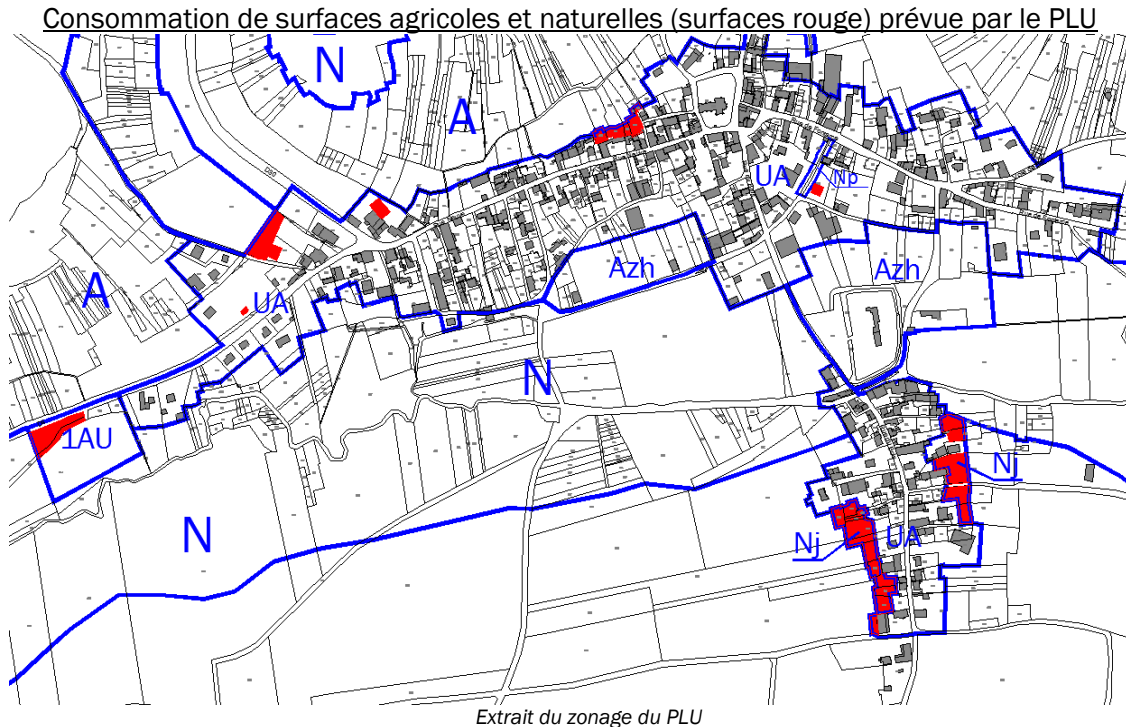 Consommation de surfaces agricoles et naturelles (surfaces rouge) prévue par le PLU
N
A
UA
Np
Azh
Azh
A
UA
N
1AU
Nj
N
Nj
UA
Extrait du zonage du PLU